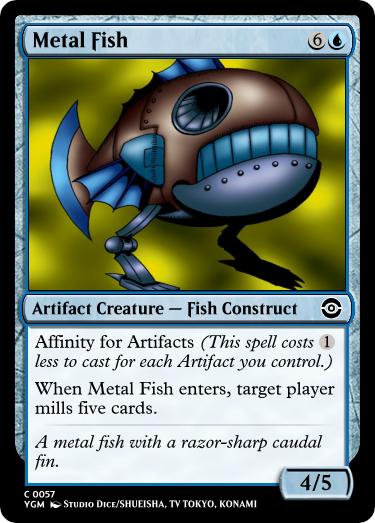 Metal Fish 6
Artifact Creature — Fish Construct
Affinity for Artifacts (This spell costs 1
less to cast for each Artifact you control.)
When Metal Fish enters, target player
mills five cards.
A metal fish with a razor-sharp caudal
fin.
4/5
C 0057
YGM STUDIO DICE/SHUEISHA, TV TOKYO, KONAMI